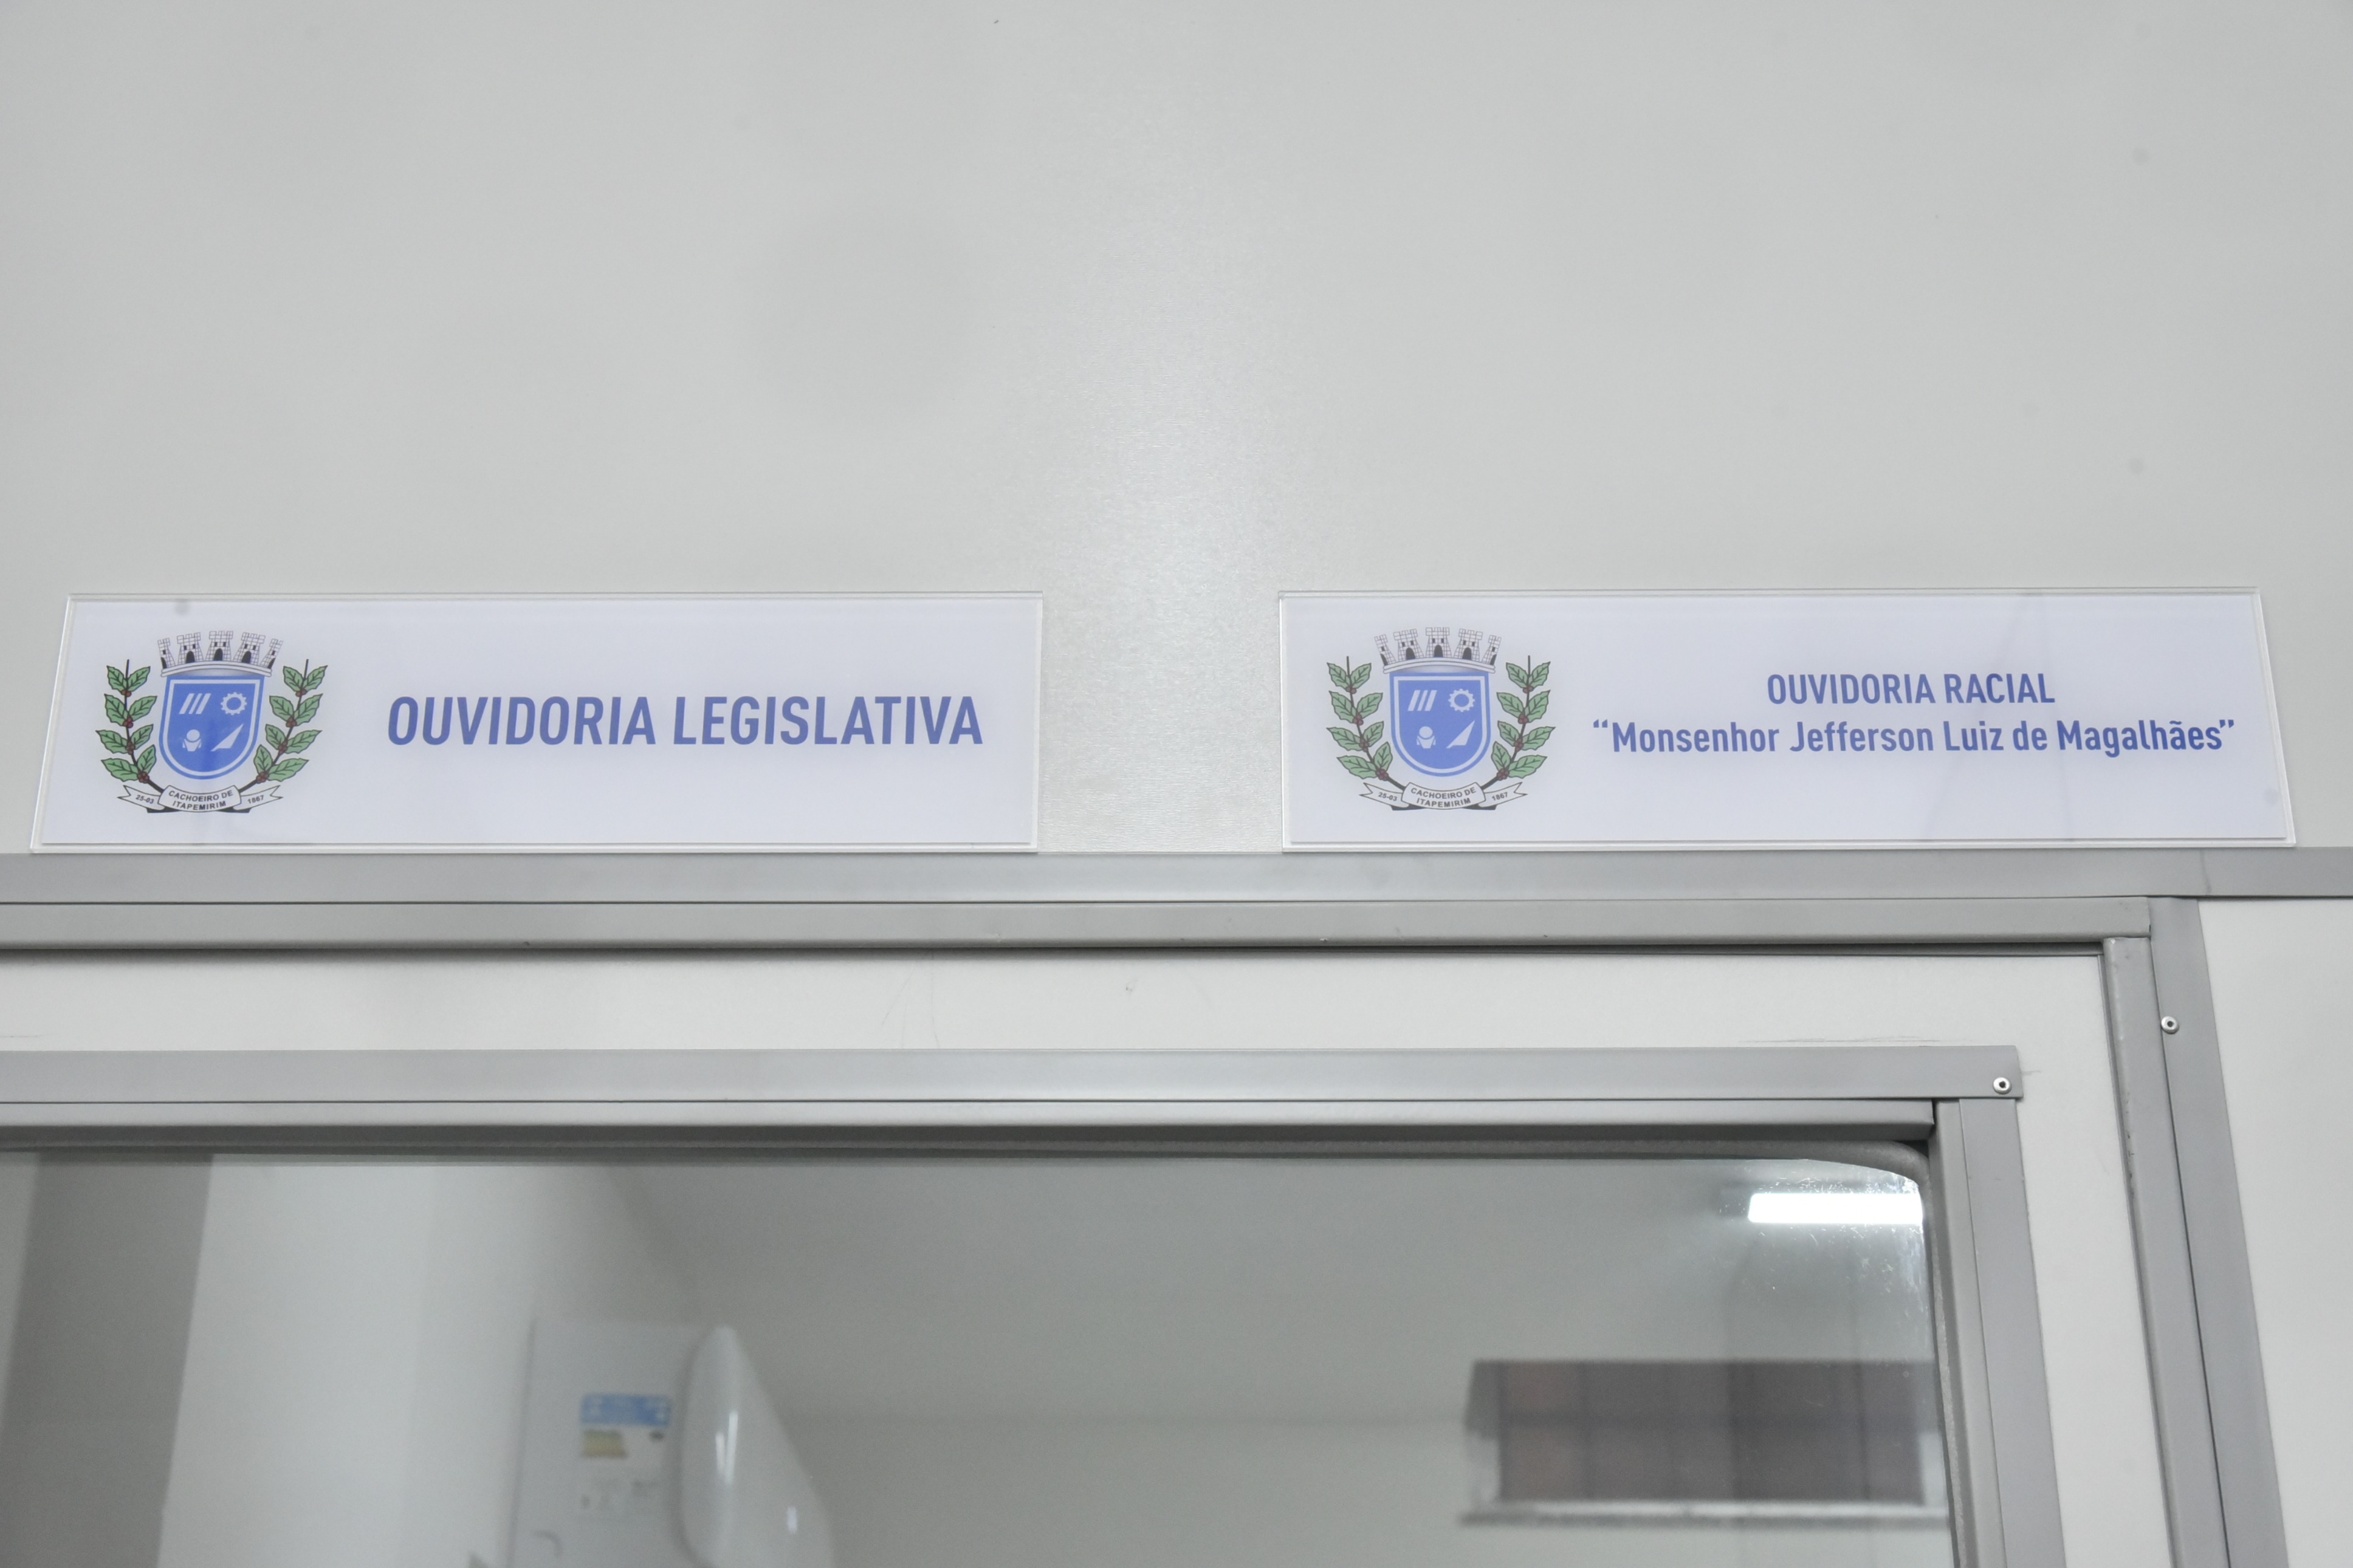 OUVIDORIA LEGISLATIVA
25-03
CACHOEIRO DE
ITAPEMIRIM
1867
OUVIDORIA RACIAL
“Monsenhor Jefferson Luiz de Magalhães”
25-03
CACHOEIRO DE
ITAPEMIRIM
1867